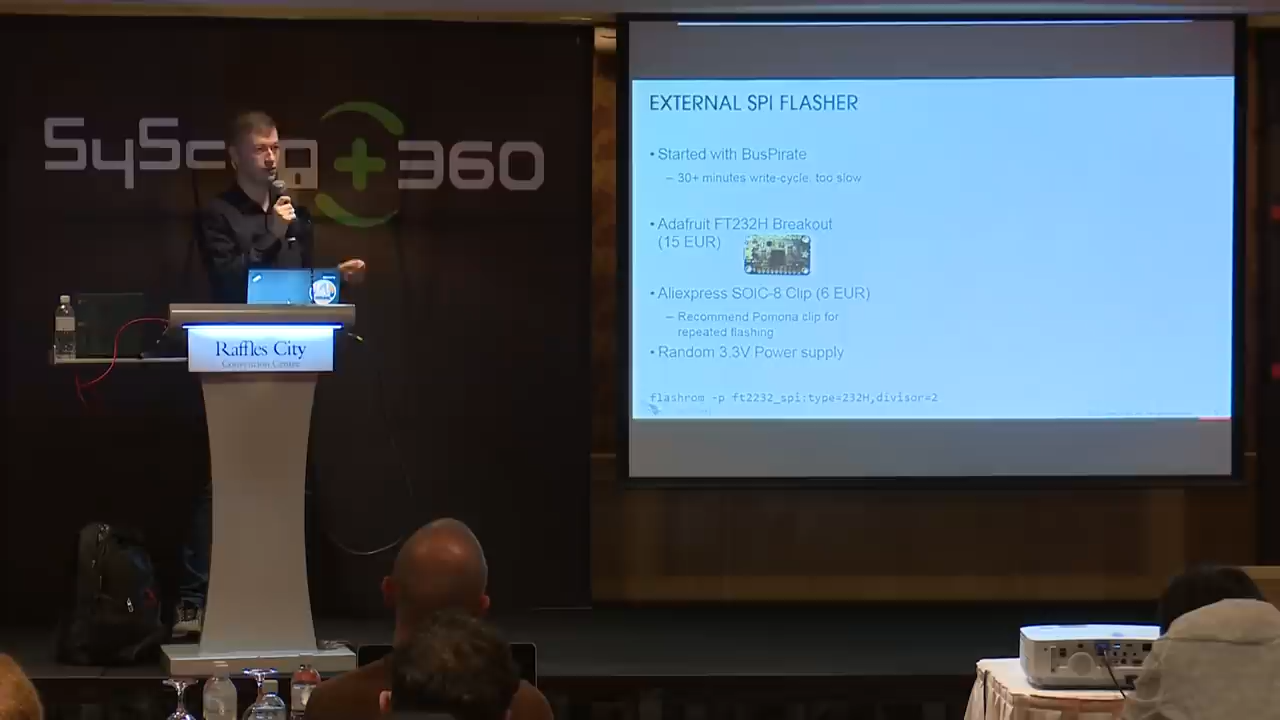 SyScan+360
EXTERNAL SPI FLASHER
• Started with BusPirate
– 30+ minutes write-cycle, too slow
• Adafruit FT232H Breakout
(15 EUR)
• Aliexpress SOIC-8 Clip (6 EUR)
– Recommend Pomona clip for
repeated flashing
• Random 3.3V Power supply
flashrom -p ft2232_spi:type=232H,divisor=2
Raffles City
Convention Centre